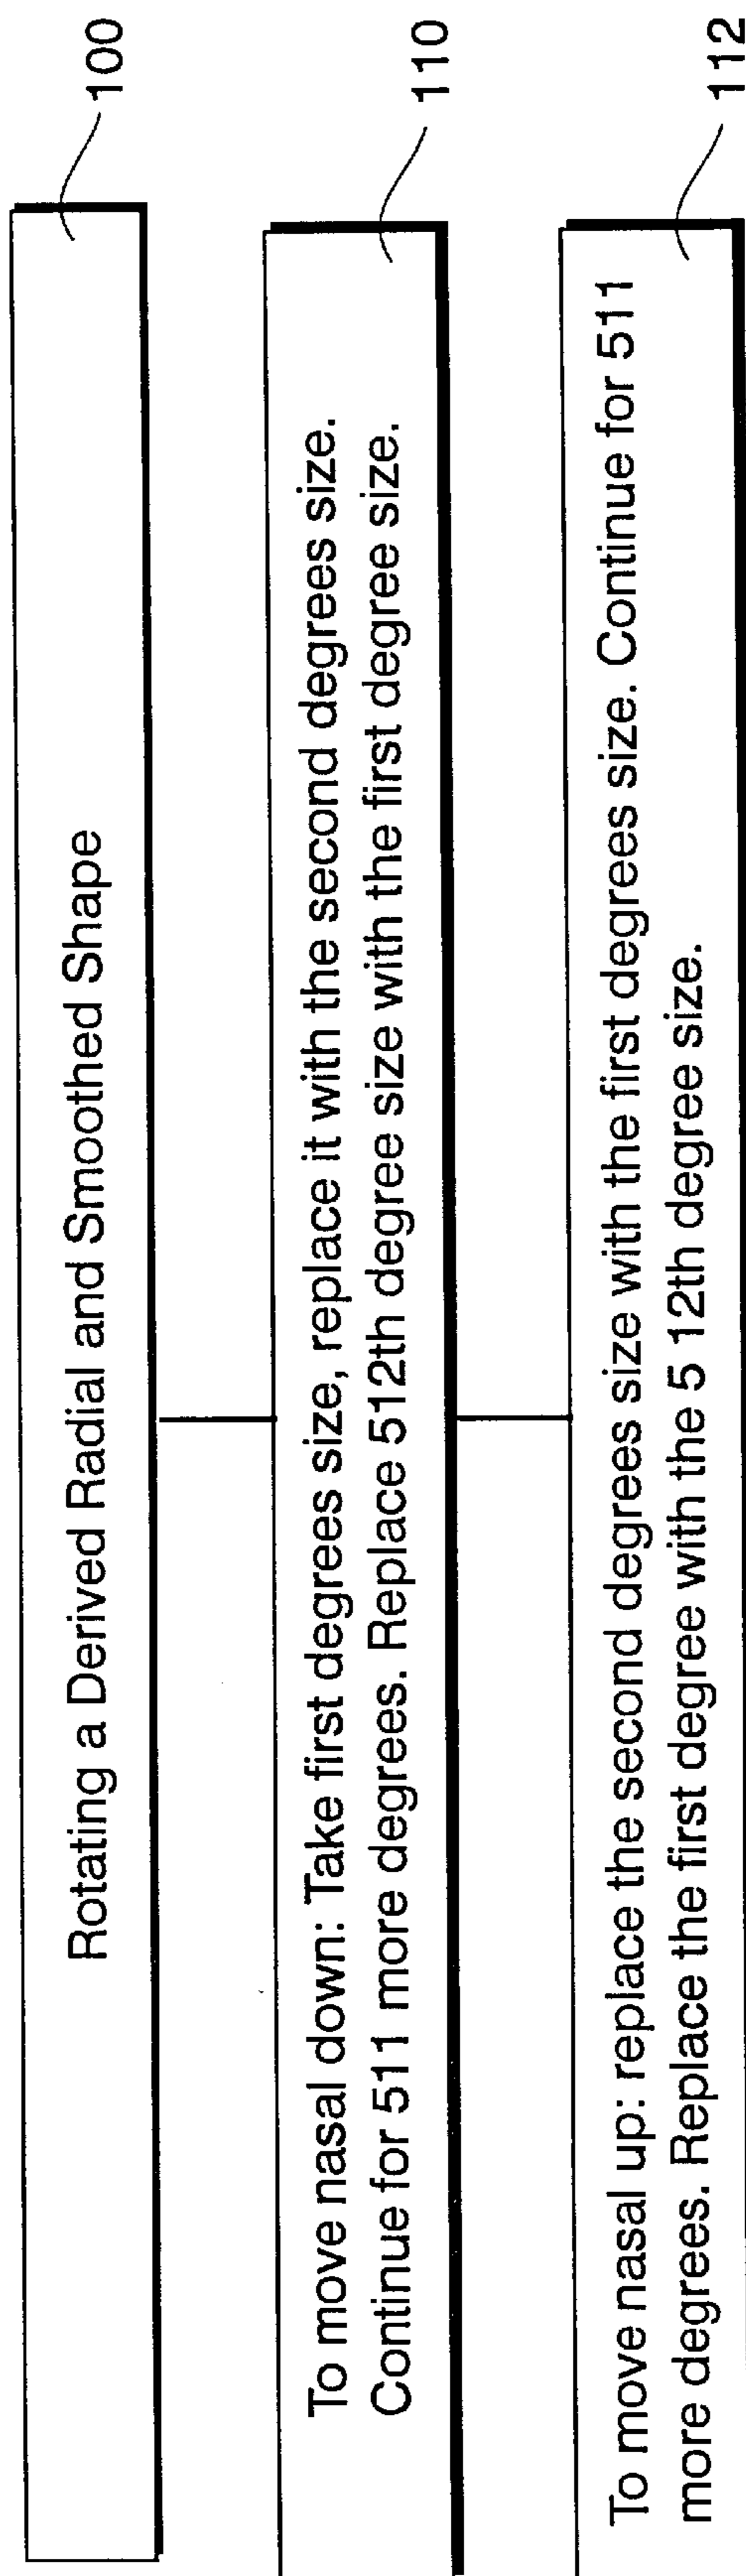 Rotating a Derived Radial and Smoothed Shape
100
To move nasal down: Take first degrees size, replace it with the second degrees size.
Continue for 511 more degrees. Replace 512th degree size with the first degree size.
110
To move nasal up: replace the second degrees size with the first degrees size. Continue for 511
more degrees. Replace the first degree with the 5 12th degree size.
112